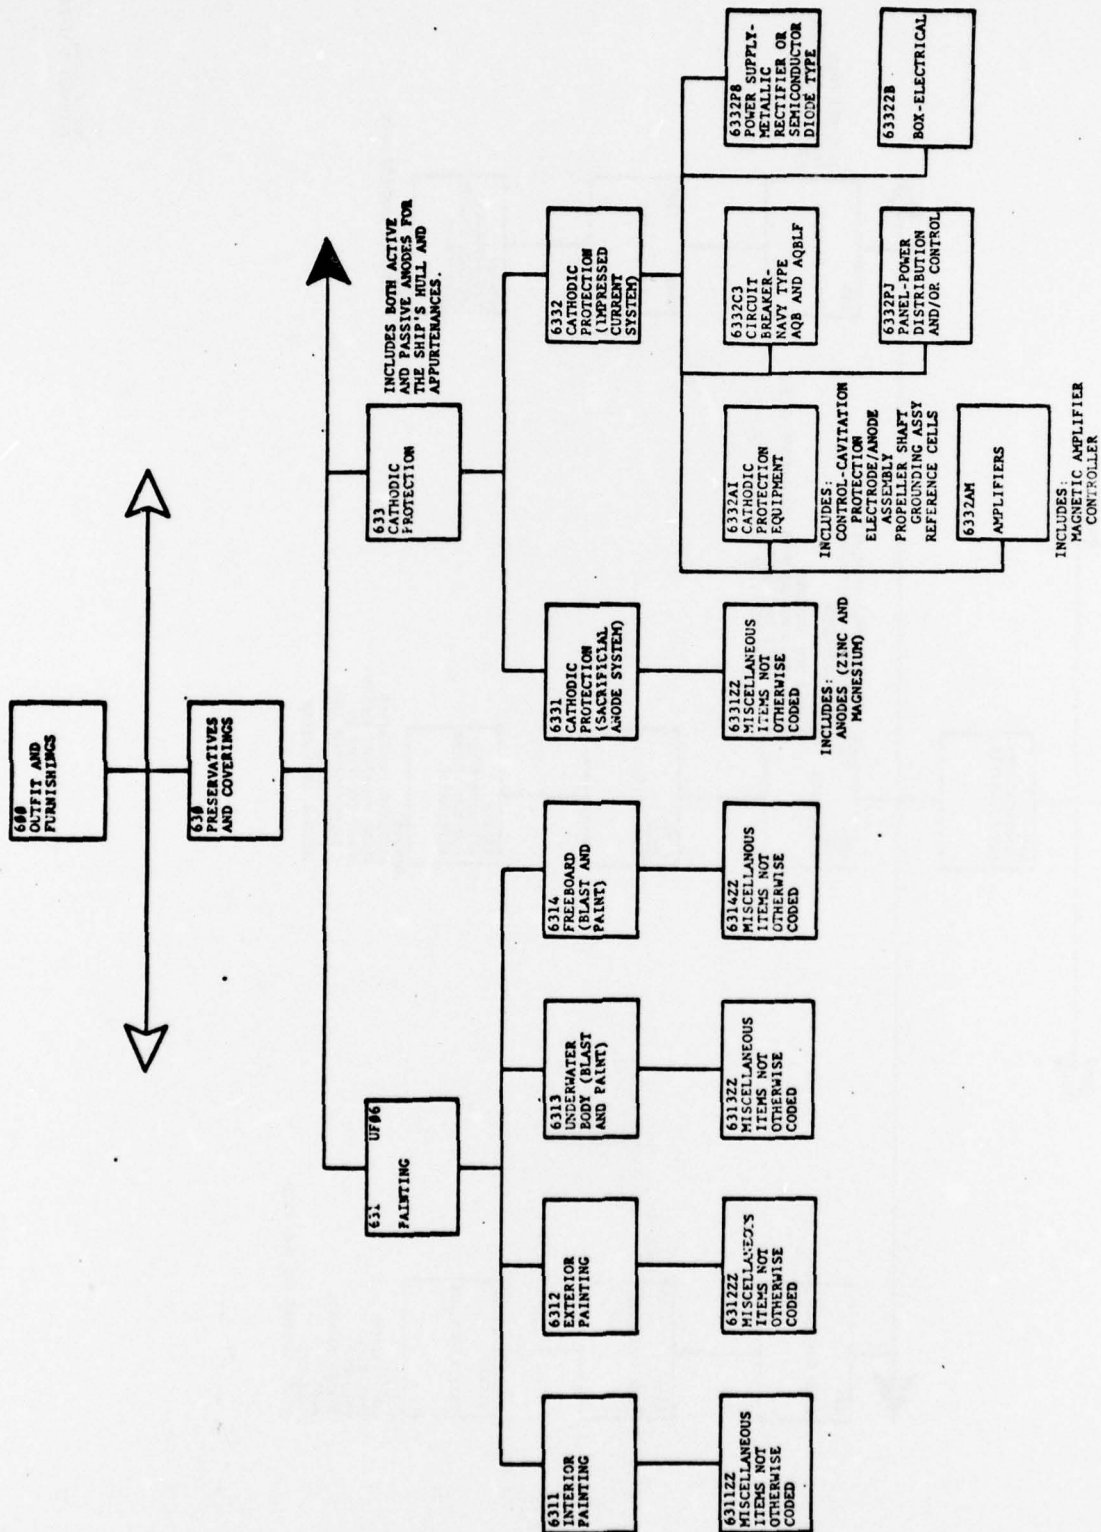 600
OUTFIT AND
FURNISHINGS
630
PRESERVATIVES
AND COVERINGS
631 UF06
PAINTING
633
CATHODIC
PROTECTION
INCLUDES BOTH ACTIVE
AND PASSIVE ANODES FOR
THE SHIP'S HULL AND
APPURTENANCES.
6311
INTERIOR
PAINTING
6312
EXTERIOR
PAINTING
6313
UNDERWATER
BODY (BLAST
AND PAINT)
6314
FREEBOARD
(BLAST AND
PAINT)
6331
CATHODIC
PROTECTION
(SACRIFICIAL
ANODE SYSTEM)
6332
CATHODIC
PROTECTION
(IMPRESSED
CURRENT
SYSTEM)
6311ZZ
MISCELLANEOUS
ITEMS NOT
OTHERWISE
CODED
6312ZZ
MISCELLANEOUS
ITEMS NOT
OTHERWISE
CODED
6313ZZ
MISCELLANEOUS
ITEMS NOT
OTHERWISE
CODED
6314ZZ
MISCELLANOUS
ITEMS NOT
OTHERWISE
CODED
6331ZZ
MISCELLANEOUS
ITEMS NOT
OTHERWISE
CODED
INCLUDES:
ANODES (ZINC AND
MAGNESIUM)
6332AI
CATHODIC
PROTECTION
EQUIPMENT
INCLUDES:
CONTROL-CAVITATION
PROTECTION
ELECTRODE/ANODE
ASSEMBLY
PROPELLER SHAFT
GROUNDING ASSY
REFERENCE CELLS
6332C3
CIRCUIT
BREAKER-
NAVY TYPE
AQB AND AQBLF
6332P8
POWER SUPPLY-
METALLIC
RECTIFIER OR
SEMICONDUCTOR
DIODE TYPE
6332AM
AMPLIFIERS
INCLUDES:
MAGNETIC AMPLIFIER
CONTROLLER
6332PJ
PANEL-POWER
DISTRIBUTION
AND/OR CONTROL
63322B
BOX-ELECTRICAL